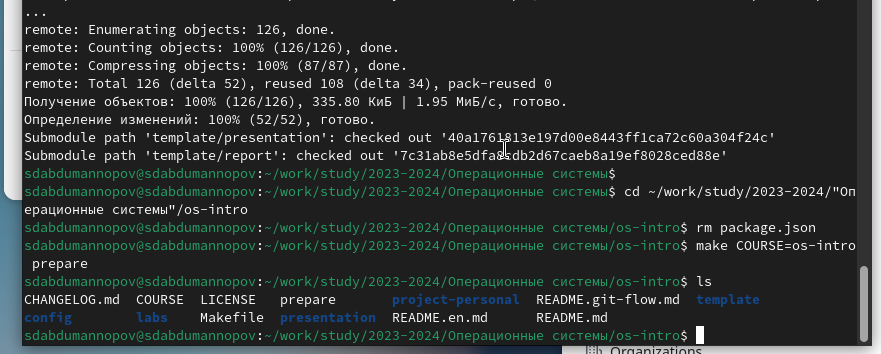 ...
remote: Enumerating objects: 126, done.
remote: Counting objects: 100% (126/126), done.
remote: Compressing objects: 100% (87/87), done.
remote: Total 126 (delta 52), reused 108 (delta 34), pack-reused 0
Получение объектов: 100% (126/126), 335.80 КиБ | 1.95 МиБ/с, готово.
Определение изменений: 100% (52/52), готово.
Submodule path 'template/presentation': checked out '40a1761813e197d00e8443ff1ca72c60a304f24c'
Submodule path 'template/report': checked out
sdabdumannopov@sdabdumannopov:~/work/study/2023-2024/Операционные системы$
sdabdumannopov@sdabdumannopov:~/work/study/2023-2024/Операционные системы$ cd ~/work/study/2023-2024/"Оп
ерационные системы"/os-intro
sdabdumannopov@sdabdumannopov:~/work/study/2023-2024/Операционные системы/os-intro$ rm package.json
sdabdumannopov@sdabdumannopov:~/work/study/2023-2024/Операционные системы/os-intro$ make COURSE=os-intro
prepare
sdabdumannopov@sdabdumannopov:~/work/study/2023-2024/Операционные системы/os-intro$ ls
CHANGELOG.md COURSE LICENSE prepare project-personal README.git-flow.md template
config labs Makefile presentation README.en.md README.md
sdabdumannopov@sdabdumannopov:~/work/study/2023-2024/Операционные системы/os-intro$
Organizations